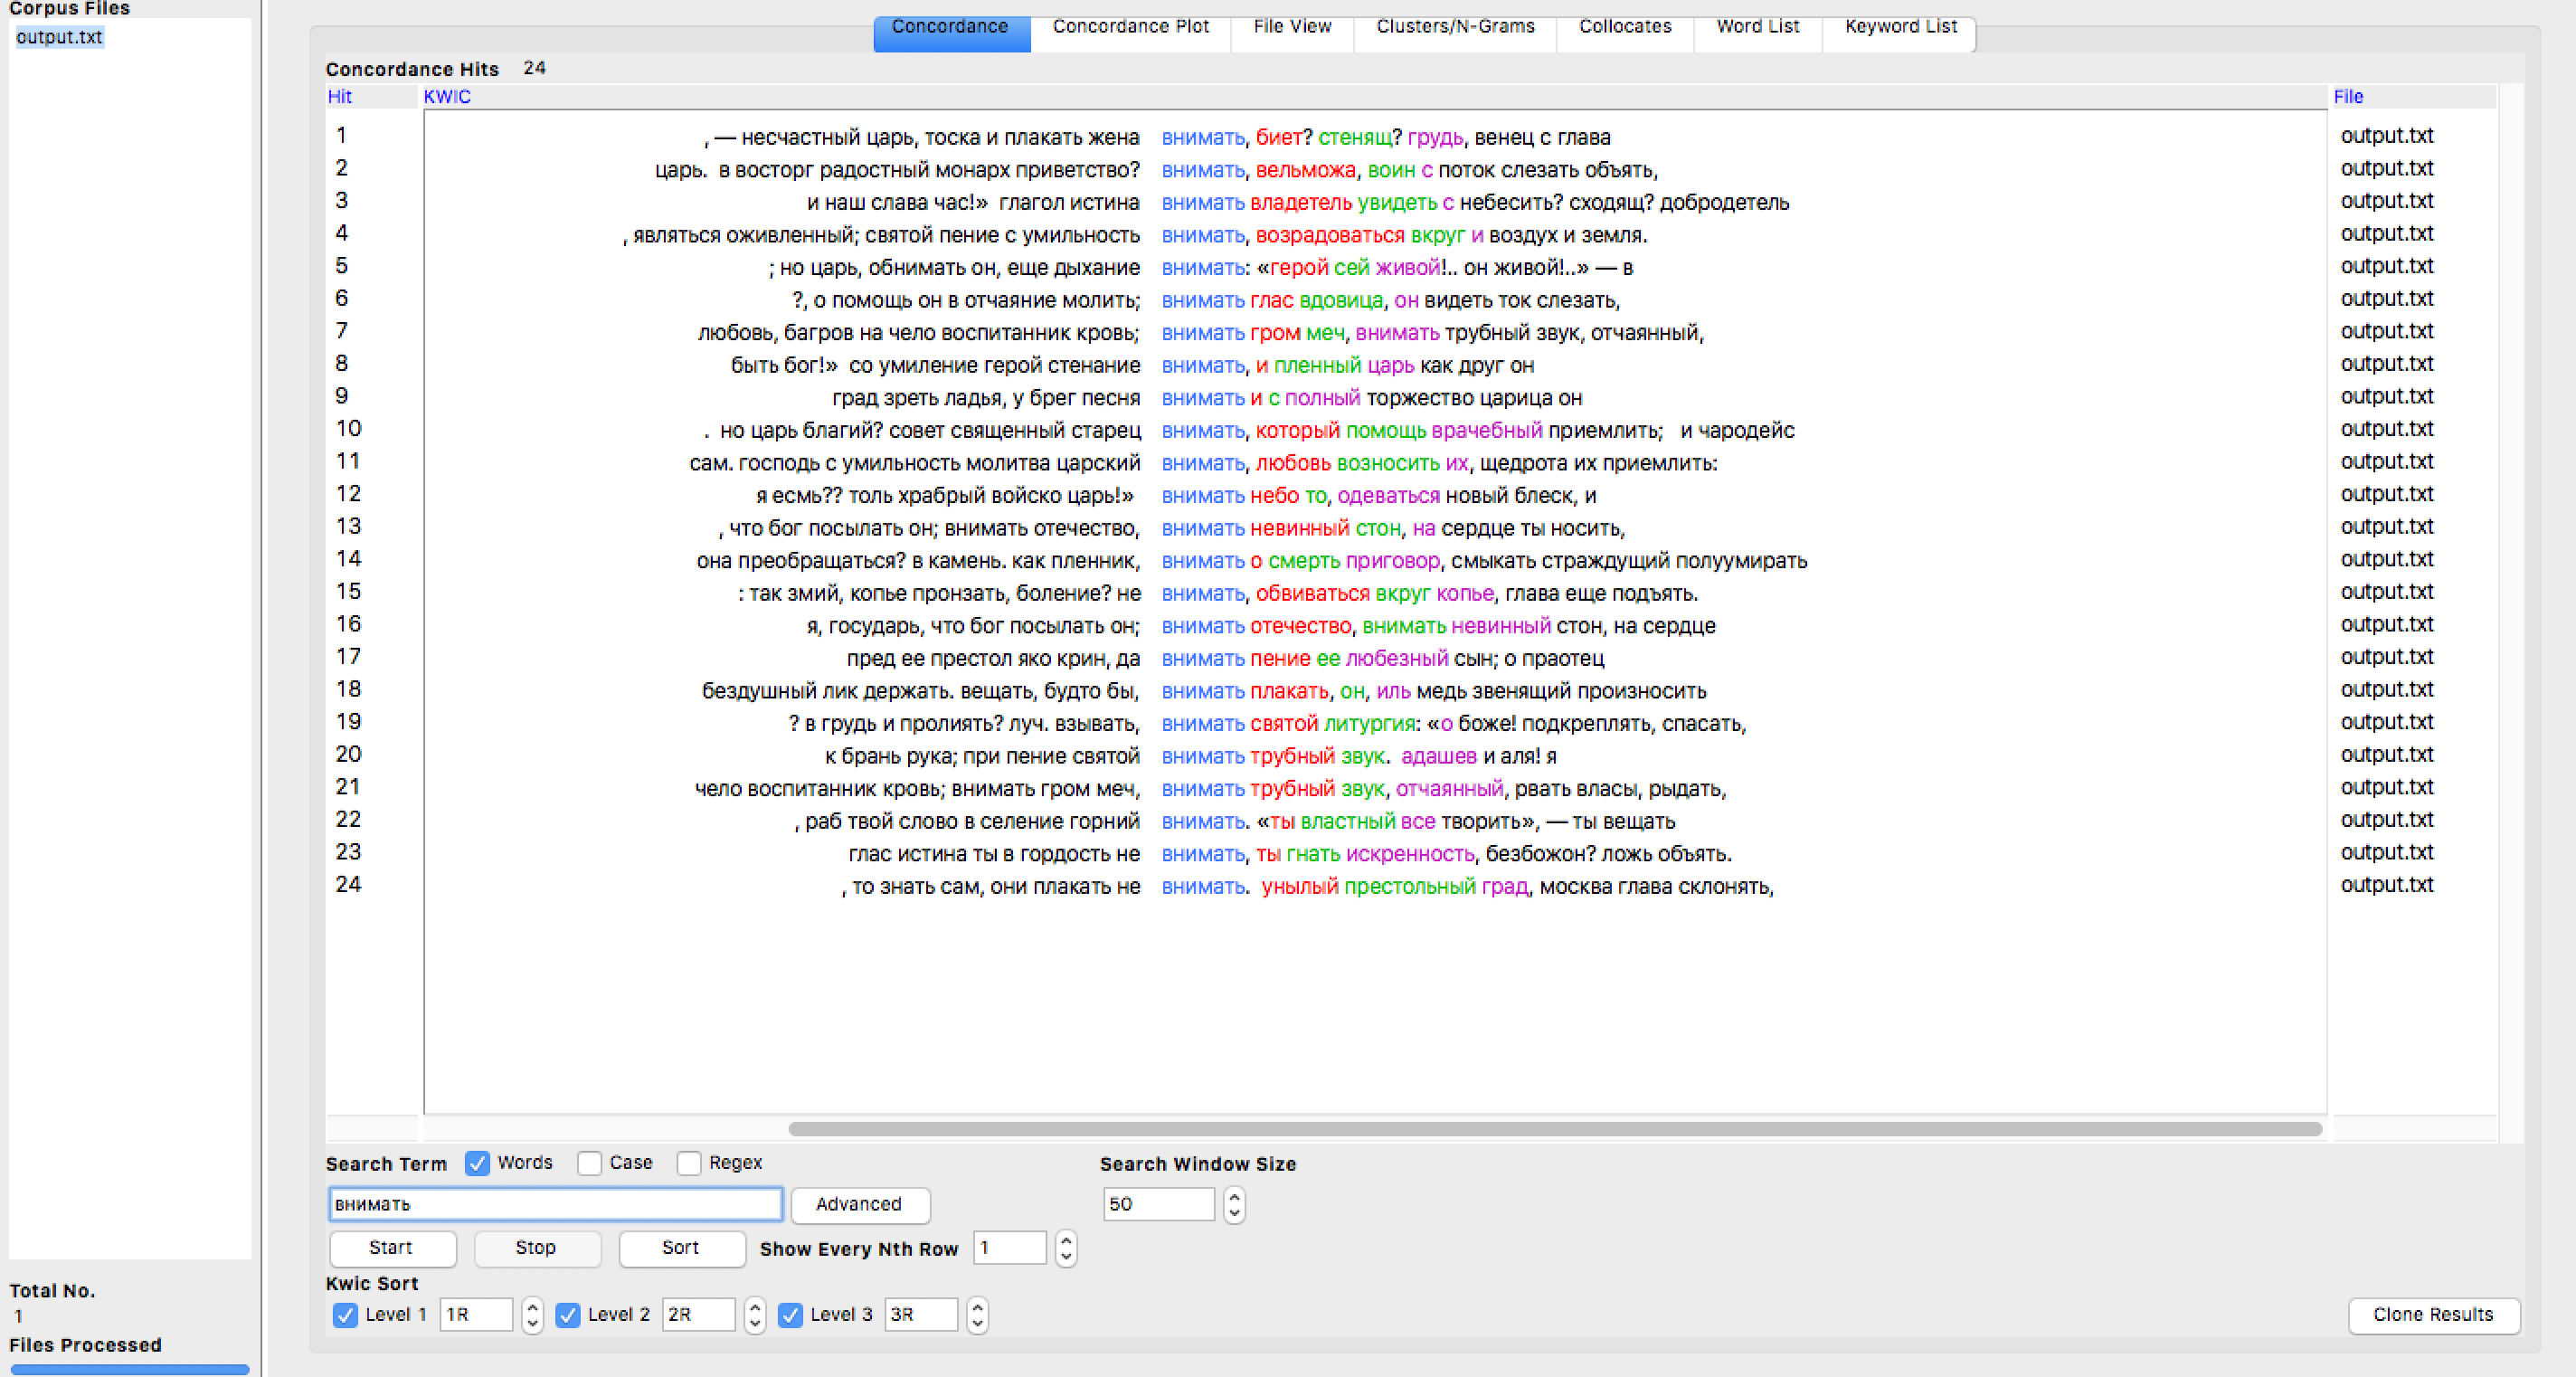 Corpus Files
output.txt
Concordance Concordance Plot File View Clusters/N-Grams Collocates Word List Keyword List
Concordance Hits 24
Hit KWIC File
1 , — несчастный царь, тоска и плакать жена внимать, биет? стенящ? грудь, венец с глава output.txt
2 царь. в восторг радостный монарх приветство? внимать, вельможа, воин с поток слезать объять, output.txt
3 и наш слава час!» глагол истина внимать владетель увидеть с небесить? сходящ? добродетель output.txt
4 , являться оживленный; святой пение с умильность внимать, возрадоваться вкруг и воздух и земля. output.txt
5 ; но царь, обнимать он, еще дыхание внимать: «герой сей живой!.. он живой!..» — в output.txt
6 ?, о помощь он в отчаяние молить; внимать глас вдовица, он видеть ток слезать, output.txt
7 любовь, багров на чело воспитанник кровь; внимать гром меч, внимать трубный звук, отчаянный, output.txt
8 быть бог!» со умиление герой стенание внимать, и пленный царь как друг он output.txt
9 град зреть ладья, у брег песня внимать и с полный торжество царица он output.txt
10 . но царь благий? совет священный старец внимать, который помощь врачебный приемлить; и чародейс output.txt
11 сам. господь с умильность молитва царский внимать, любовь возносить их, щедрота их приемлить: output.txt
12 я есмь?? толь храбрый войско царь!» внимать небо то, одеваться новый блеск, и output.txt
13 , что бог посылать он; внимать отечество, внимать невинный стон, на сердце ты носить, output.txt
14 она преобращаться? в камень. как пленник, внимать о смерть приговор, смыкать страждущий полуумирать output.txt
15 : так змий, копье пронзать, боление? не внимать, обвиваться вкруг копье, глава еще подъять. output.txt
16 я, государь, что бог посылать он; внимать отечество, внимать невинный стон, на сердце output.txt
17 пред ее престол яко крин, да внимать пение ее любезный сын; о праотец output.txt
18 бездушный лик держать. вещать, будто бы, внимать плакать, он, иль медь звенящий произносить output.txt
19 ? в грудь и пролиять? луч. взывать, внимать святой литургия: «о боже! подкреплять, спасать, output.txt
20 к брань рука; при пение святой внимать трубный звук. адашев и аля! я output.txt
21 чело воспитанник кровь; внимать гром меч, внимать трубный звук, отчаянный, рвать власы, рыдать, output.txt
22 , раб твой слово в селение горний внимать. «ты властный все творить», — ты вещать output.txt
23 глас истина ты в гордость не внимать, ты гнать искренность, безбожон? ложь объять. output.txt
24 , то знать сам, они плакать не внимать. унылый престольный град, москва глава склонять, output.txt
Search Term Words Case Regex Search Window Size
внимать Advanced 50
Start Stop Sort Show Every Nth Row 1
Kwic Sort
Total No.
1
Level 1 1R Level 2 2R Level 3 3R Clone Results
Files Processed